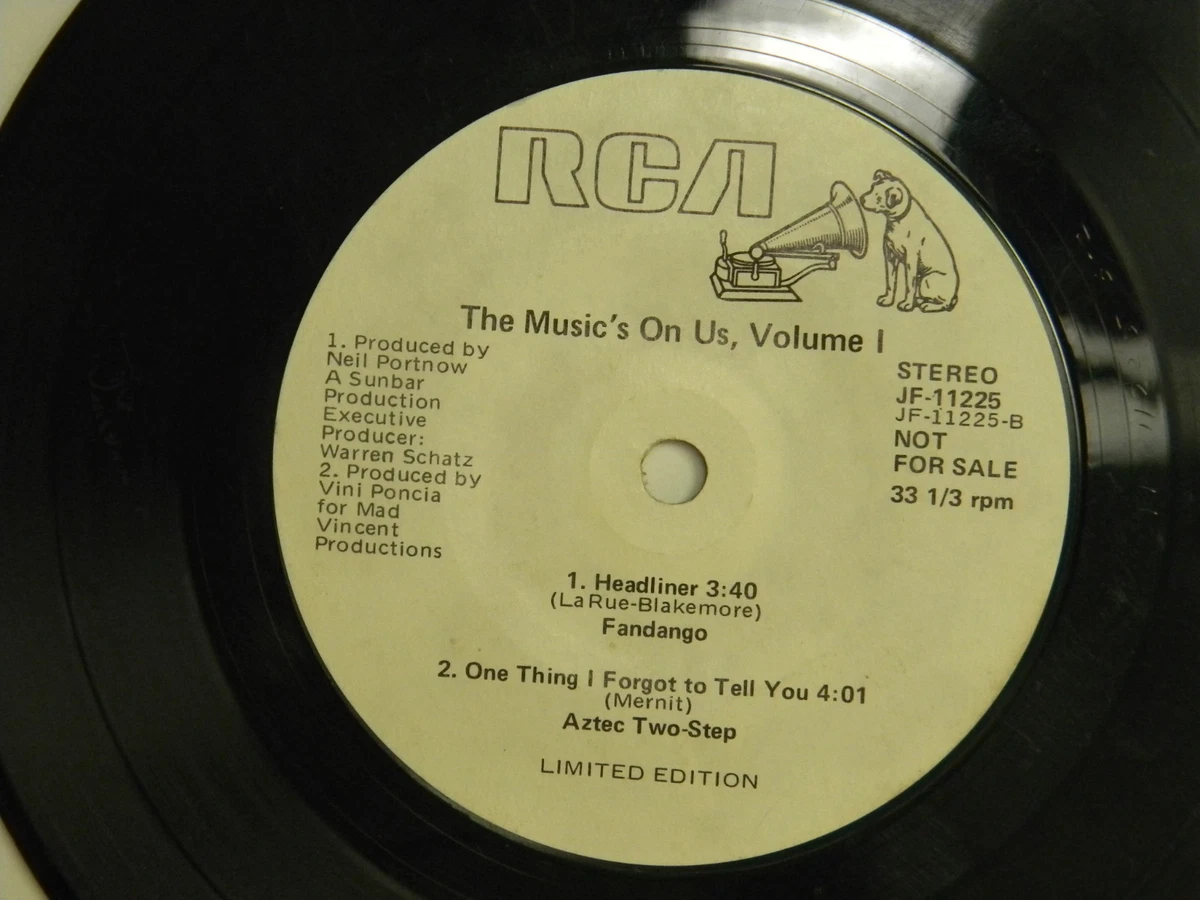 RCA
The Music's On Us, Volume I
1. Produced by
Neil Portnow
A Sunbar
Production
Executive
Producer:
Warren Schatz
2. Produced by
Vini Poncia
for Mad
Vincent
Productions
STEREO
JF-11225
JF-11225-B
NOT
FOR SALE
33 1/3 rpm
1. Headliner 3:40
(La Rue-Blakemore)
Fandango
2. One Thing I Forgot to Tell You 4:01
(Mernit)
Aztec Two-Step
LIMITED EDITION